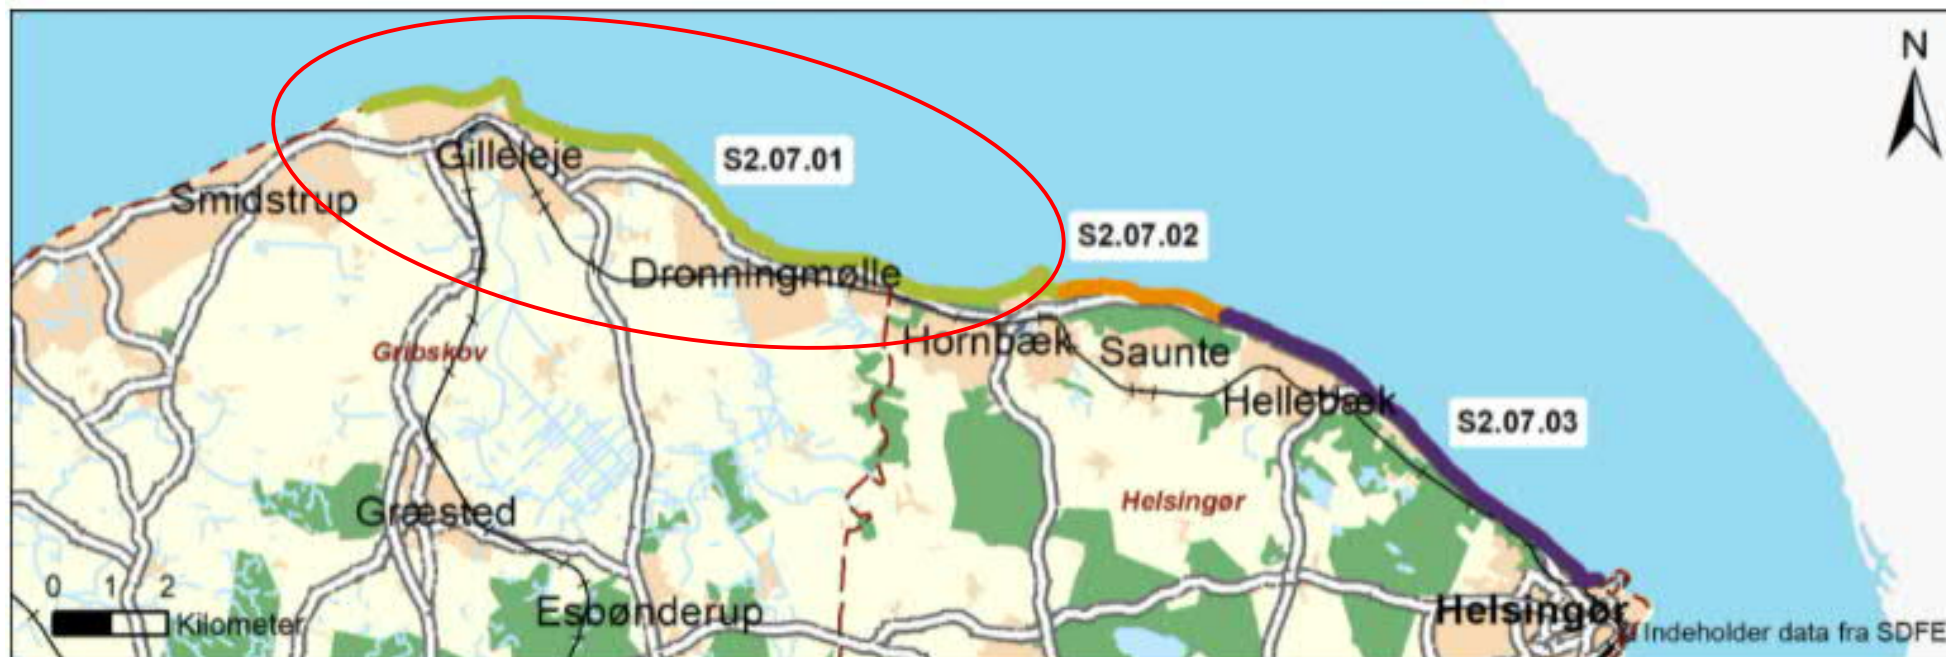 N
S2.07.01
Gilleleje
Smidstrup
S2.07.02
Dronningmølle
Hornbæk
Saunte
Gribskov
Hellebæk
S2.07.03
Helsingør
Græsted
0 1 2
Kilometer
Esbønderup
Helsingør
Indeholder data fra SDFE